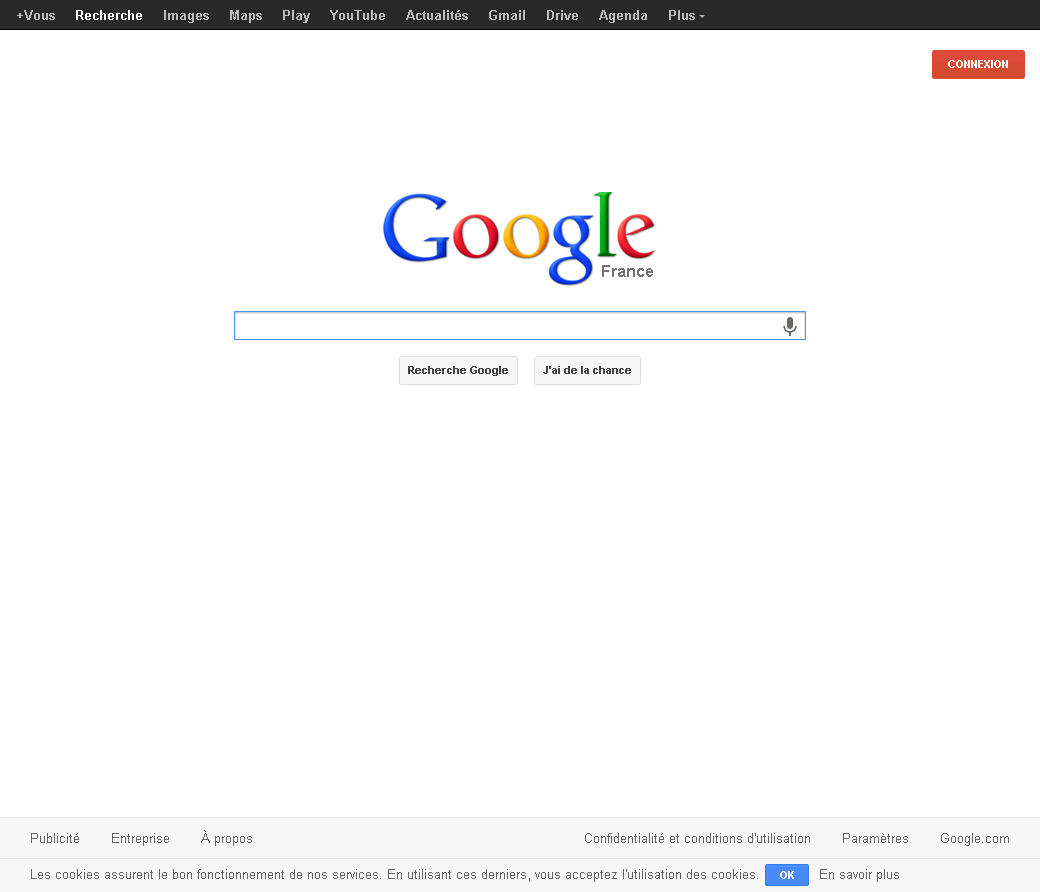 +Vous Recherche Images Maps Play YouTube Actualités Gmail Drive Agenda Plus
CONNEXION
Google
France
Recherche Google J'ai de la chance
Publicité Entreprise À propos Confidentialité et conditions d'utilisation Paramètres Google.com
Les cookies assurent le bon fonctionnement de nos services. En utilisant ces derniers, vous acceptez l'utilisation des cookies. OK En savoir plus